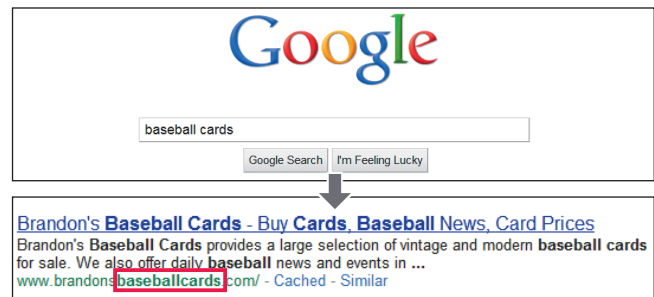 Google
baseball cards
Google Search I'm Feeling Lucky
Brandon's Baseball Cards - Buy Cards, Baseball News, Card Prices
Brandon's Baseball Cards provides a large selection of vintage and modern baseball cards
for sale. We also offer daily baseball news and events in ...
www.brandonsbaseballcards.com/ - Cached - Similar